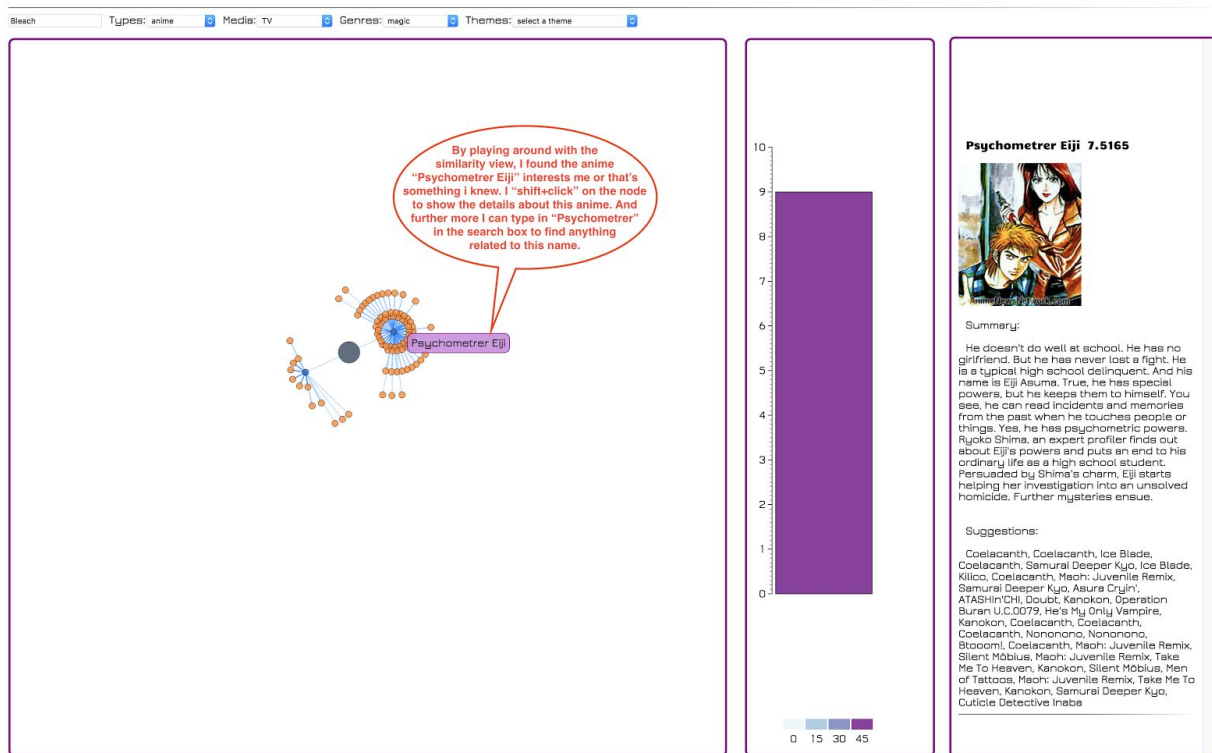 Bleach Types: anime Media: TV Genres: magic Themes: select a theme
By playing around with the
similarity view, I found the anime
“Psychometrer Eiji” interests me or that’s
something i knew. I “shift+click” on the node
to show the details about this anime. And
further more I can type in “Psychometrer”
in the search box to find anything
related to this name.
Psychometrer Eiji
10
9
8
7
6
5
4
3
2
1
0
0 15 30 45
Psychometrer Eiji 7.5165
AnimeNewsNetwork.com
Summary:
He doesn't do well at school. He has no
girlfriend. But he has never lost a fight. He
is a typical high school delinquent. And his
name is Eiji Asuma. True, he has special
powers, but he keeps them to himself. You
see, he can read incidents and memories
from the past when he touches people or
things. Yes, he has psychometric powers.
Ryoko Shima, an expert profiler finds out
about Eiji's powers and puts an end to his
ordinary life as a high school student.
Persuaded by Shima's charm, Eiji starts
helping her investigation into an unsolved
homicide. Further mysteries ensue.
Suggestions:
Coelacanth, Coelacanth, Ice Blade,
Coelacanth, Samurai Deeper Kyo, Ice Blade,
Kilico, Coelacanth, Maoh: Juvenile Remix,
Samurai Deeper Kyo, Asura Cryin',
ATASHIn'CHI, Doubt, Kanokon, Operation
Buran U.C.0079, He's My Only Vampire,
Kanokon, Coelacanth, Coelacanth,
Coelacanth, Nononono, Nononono,
Btooom!, Coelacanth, Maoh: Juvenile Remix,
Silent Möbius, Maoh: Juvenile Remix, Take
Me To Heaven, Kanokon, Silent Möbius, Men
of Tattoos, Maoh: Juvenile Remix, Take Me To
Heaven, Kanokon, Samurai Deeper Kyo,
Cuticle Detective Inaba